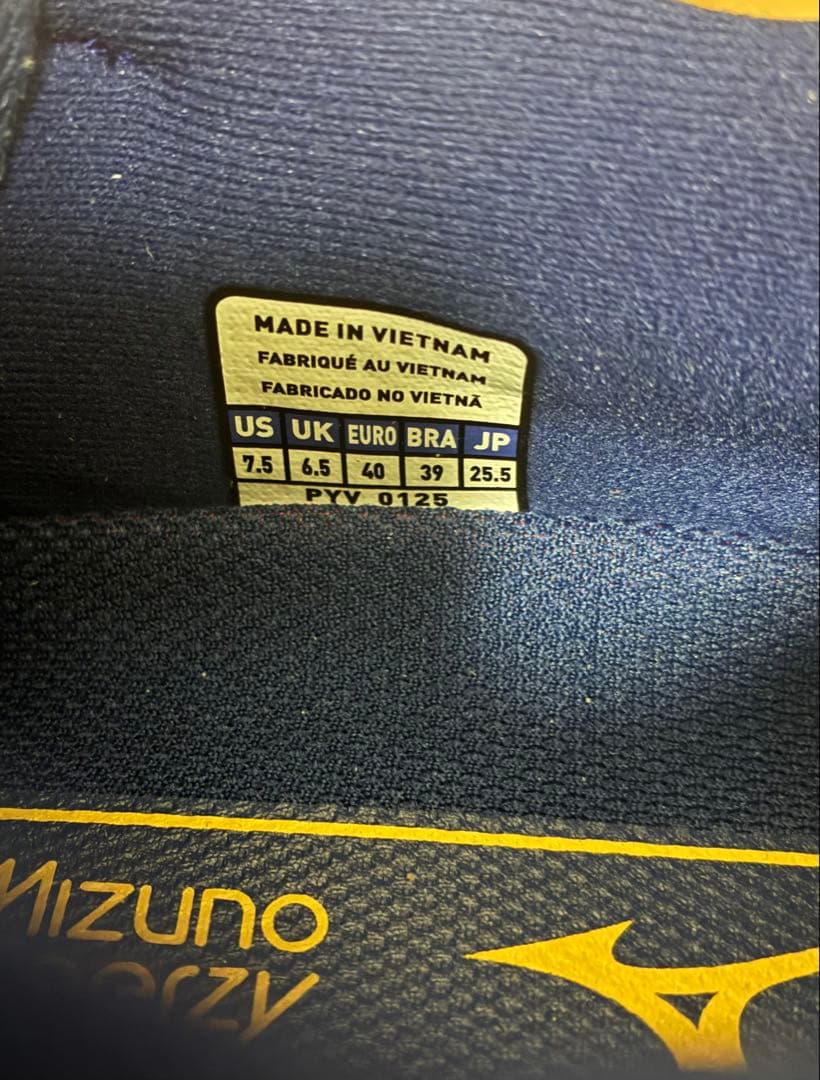 MADE IN VIETNAM
FABRIQUÉ AU VIETNAM
FABRICADO NO VIETNÃ
US UK EURO BRA JP
7.5 6.5 40 39 25.5
PYV 0125
MIZUNO